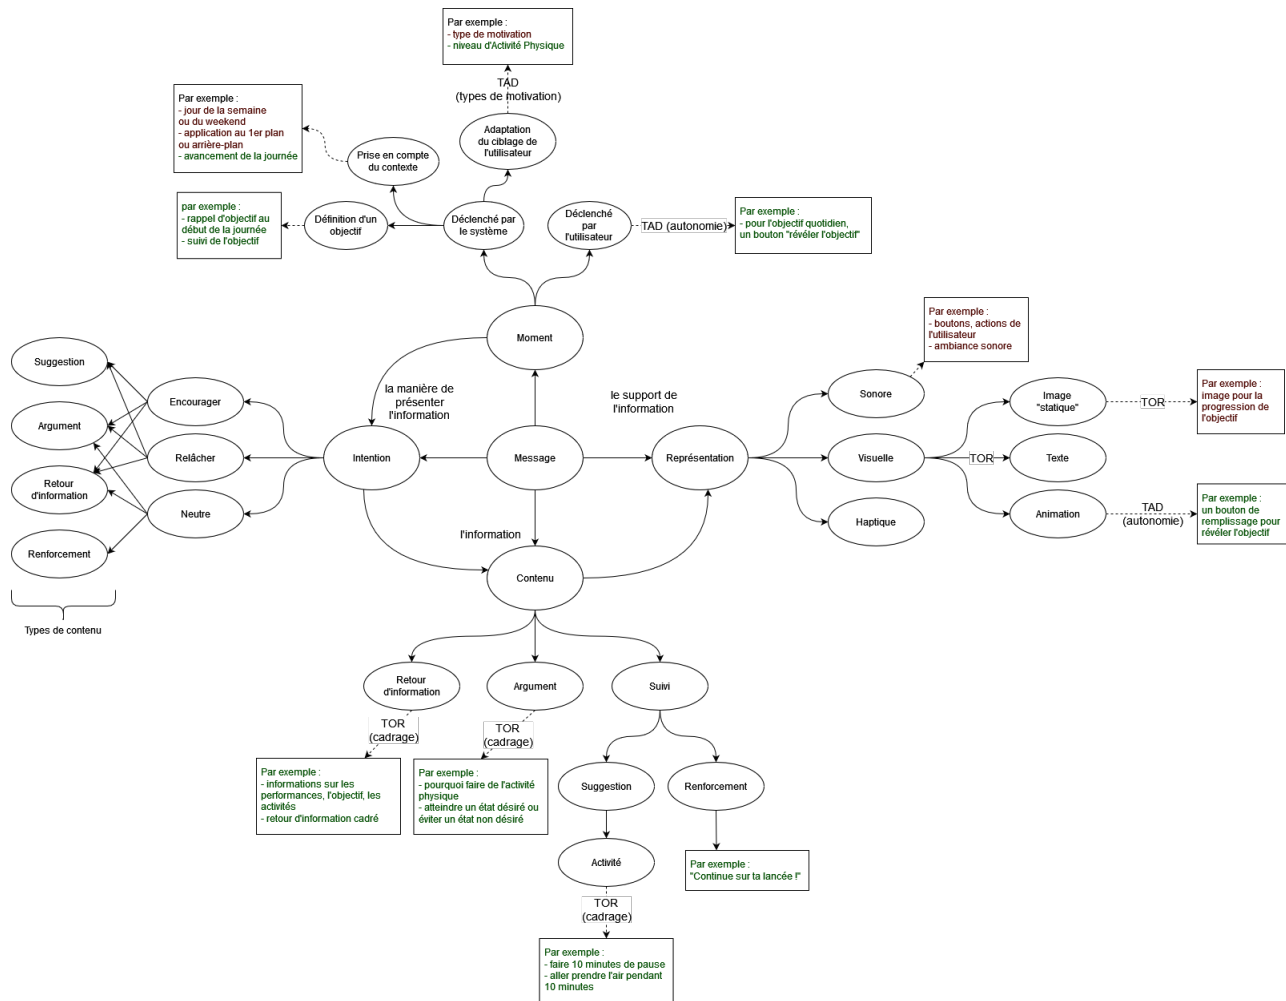 Par exemple :
- type de motivation
- niveau d'Activité Physique
TAD
(types de motivation)
Par exemple :
- jour de la semaine
ou du weekend
- application au 1er plan
ou arrière-plan
- avancement de la journée
Adaptation
du ciblage de
l'utilisateur
Prise en compte
du contexte
par exemple :
- rappel d'objectif au
début de la journée
- suivi de l'objectif
Définition d'un
objectif
Déclenché par
le système
Déclenché
par
l'utilisateur
TAD (autonomie)
Par exemple :
- pour l'objectif quotidien,
un bouton "révéler l'objectif"
Moment
Par exemple :
- boutons, actions de
l'utilisateur
- ambiance sonore
Suggestion
Argument
Retour
d'information
Renforcement
Types de contenu
Encourager
Relâcher
Neutre
la manière de
présenter
l'information
Intention
Message
le support de
l'information
Représentation
Sonore
Visuelle
Haptique
Image
"statique"
TOR
Par exemple :
image pour la
progression de
l'objectif
TOR
Texte
Animation
TAD
(autonomie)
Par exemple :
un bouton de
remplissage pour
révéler l'objectif
l'information
Contenu
Retour
d'information
Argument
Suivi
TOR
(cadrage)
TOR
(cadrage)
Par exemple :
- informations sur les
performances, l'objectif, les
activités
- retour d'information cadré
Par exemple :
- pourquoi faire de l'activité
physique
- atteindre un état désiré ou
éviter un état non désiré
Suggestion
Renforcement
Activité
Par exemple :
"Continue sur ta lancée !"
TOR
(cadrage)
Par exemple :
- faire 10 minutes de pause
- aller prendre l'air pendant
10 minutes